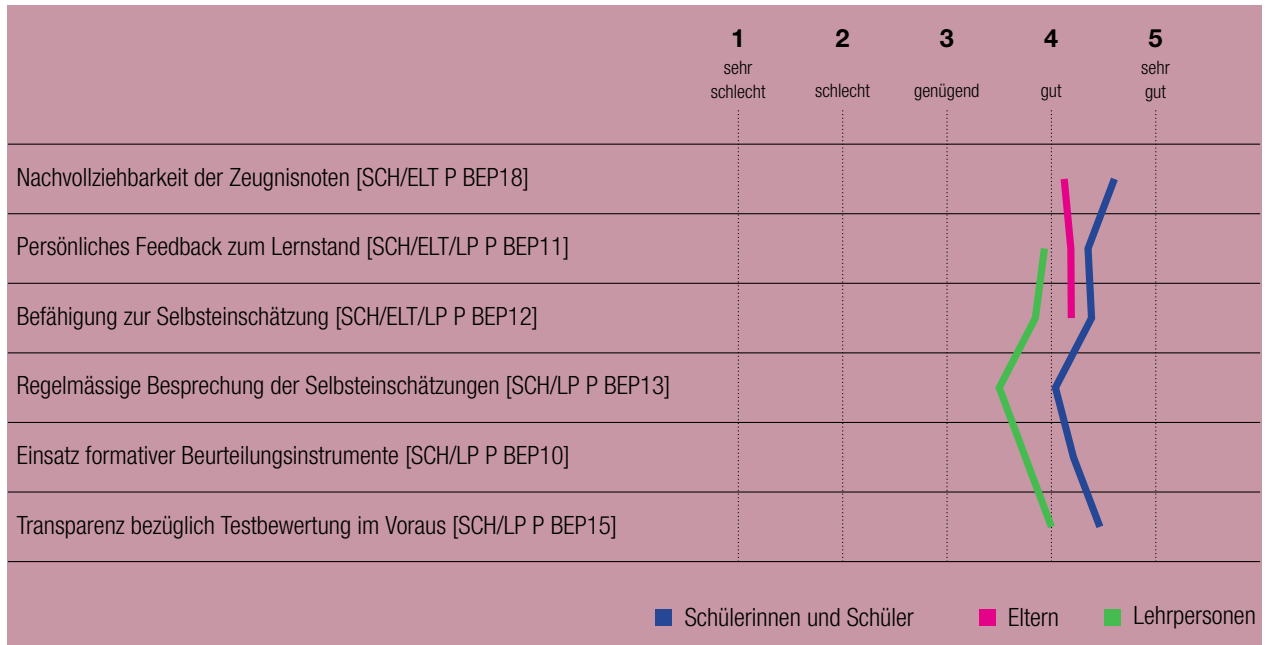 1 2 3 4 5
sehr schlecht schlecht genügend gut sehr gut
Nachvollziehbarkeit der Zeugnisnoten [SCH/ELT P BEP18]
Persönliches Feedback zum Lernstand [SCH/ELT/LP P BEP11]
Befähigung zur Selbsteinschätzung [SCH/ELT/LP P BEP12]
Regelmässige Besprechung der Selbsteinschätzungen [SCH/LP P BEP13]
Einsatz formativer Beurteilungsinstrumente [SCH/LP P BEP10]
Transparenz bezüglich Testbewertung im Voraus [SCH/LP P BEP15]
Schülerinnen und Schüler Eltern Lehrpersonen